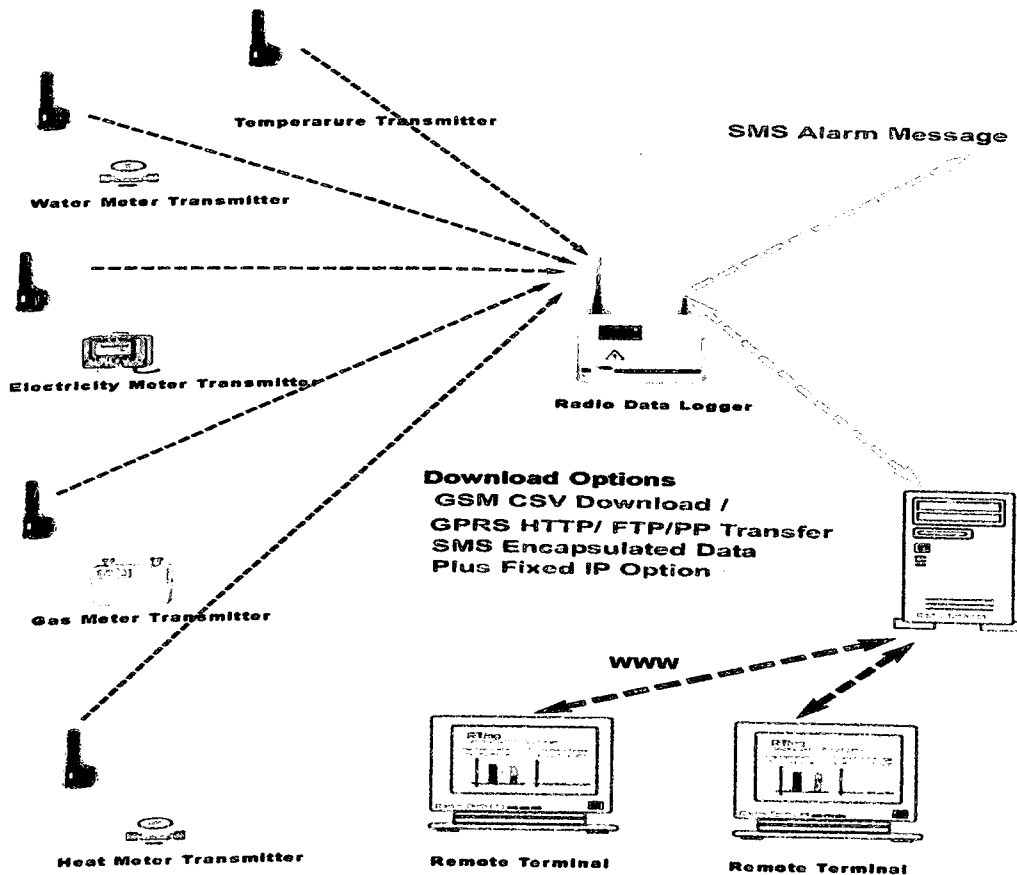 Temperarure Transmitter
SMS Alarm Message
Water Meter Transmitter
Electricity Meter Transmitter
Radio Data Logger
Download Options
GSM CSV Download /
GPRS HTTP/ FTP/PP Transfer
SMS Encapsulated Data
Plus Fixed IP Option
Gas Meter Transmitter
WWW
Heat Meter Transmitter
Remote Terminal
Remote Terminal